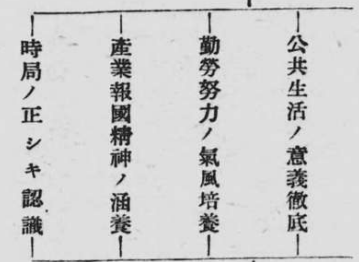 公共生活ノ意義徹底
勤勞努力ノ氣風培養
產業報國精神ノ涵養
時局ノ正シキ認識